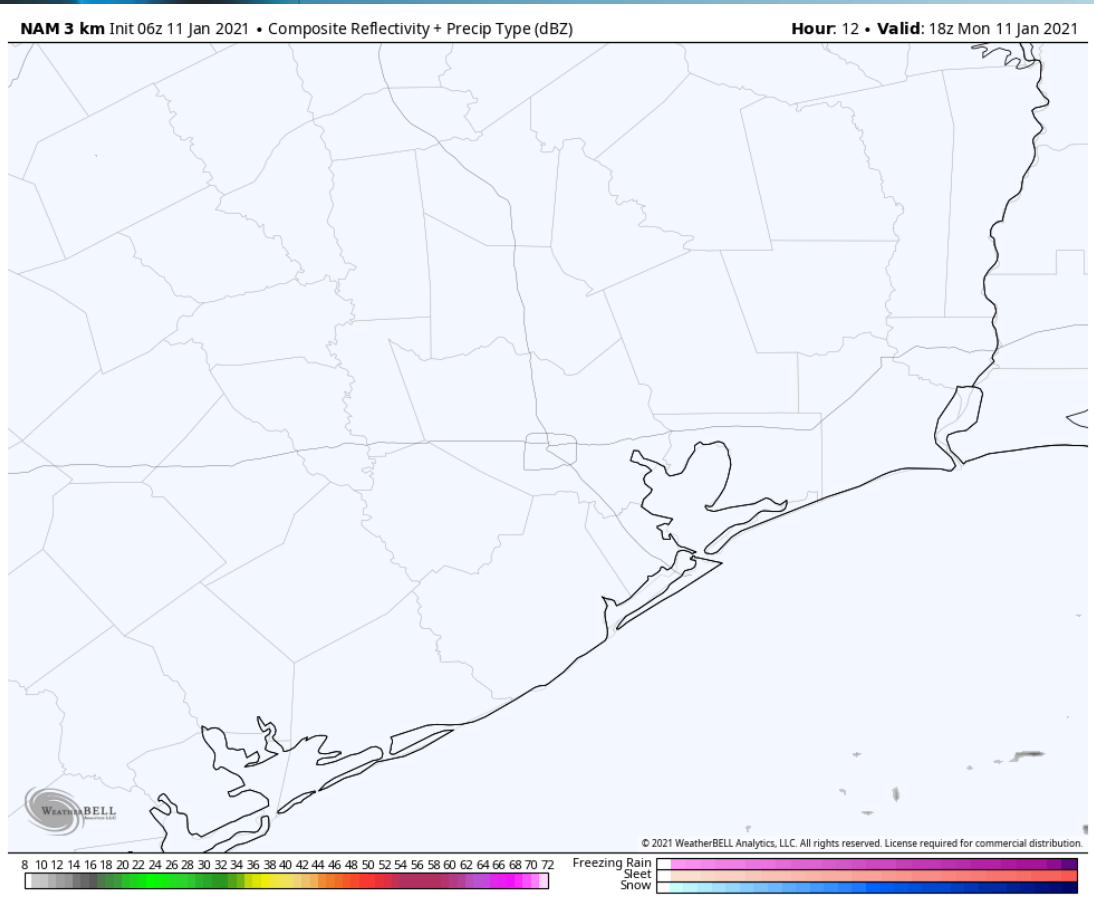 NAM 3 km Init 06z 11 Jan 2021 • Composite Reflectivity + Precip Type (dBZ)
Hour: 12 • Valid: 18z Mon 11 Jan 2021
WEATHERBELL
© 2021 WeatherBELL Analytics, LLC. All rights reserved. License required for commercial distribution.
8 10 12 14 16 18 20 22 24 26 28 30 32 34 36 38 40 42 44 46 48 50 52 54 56 58 60 62 64 66 68 70 72
Freezing Rain
Sleet
Snow